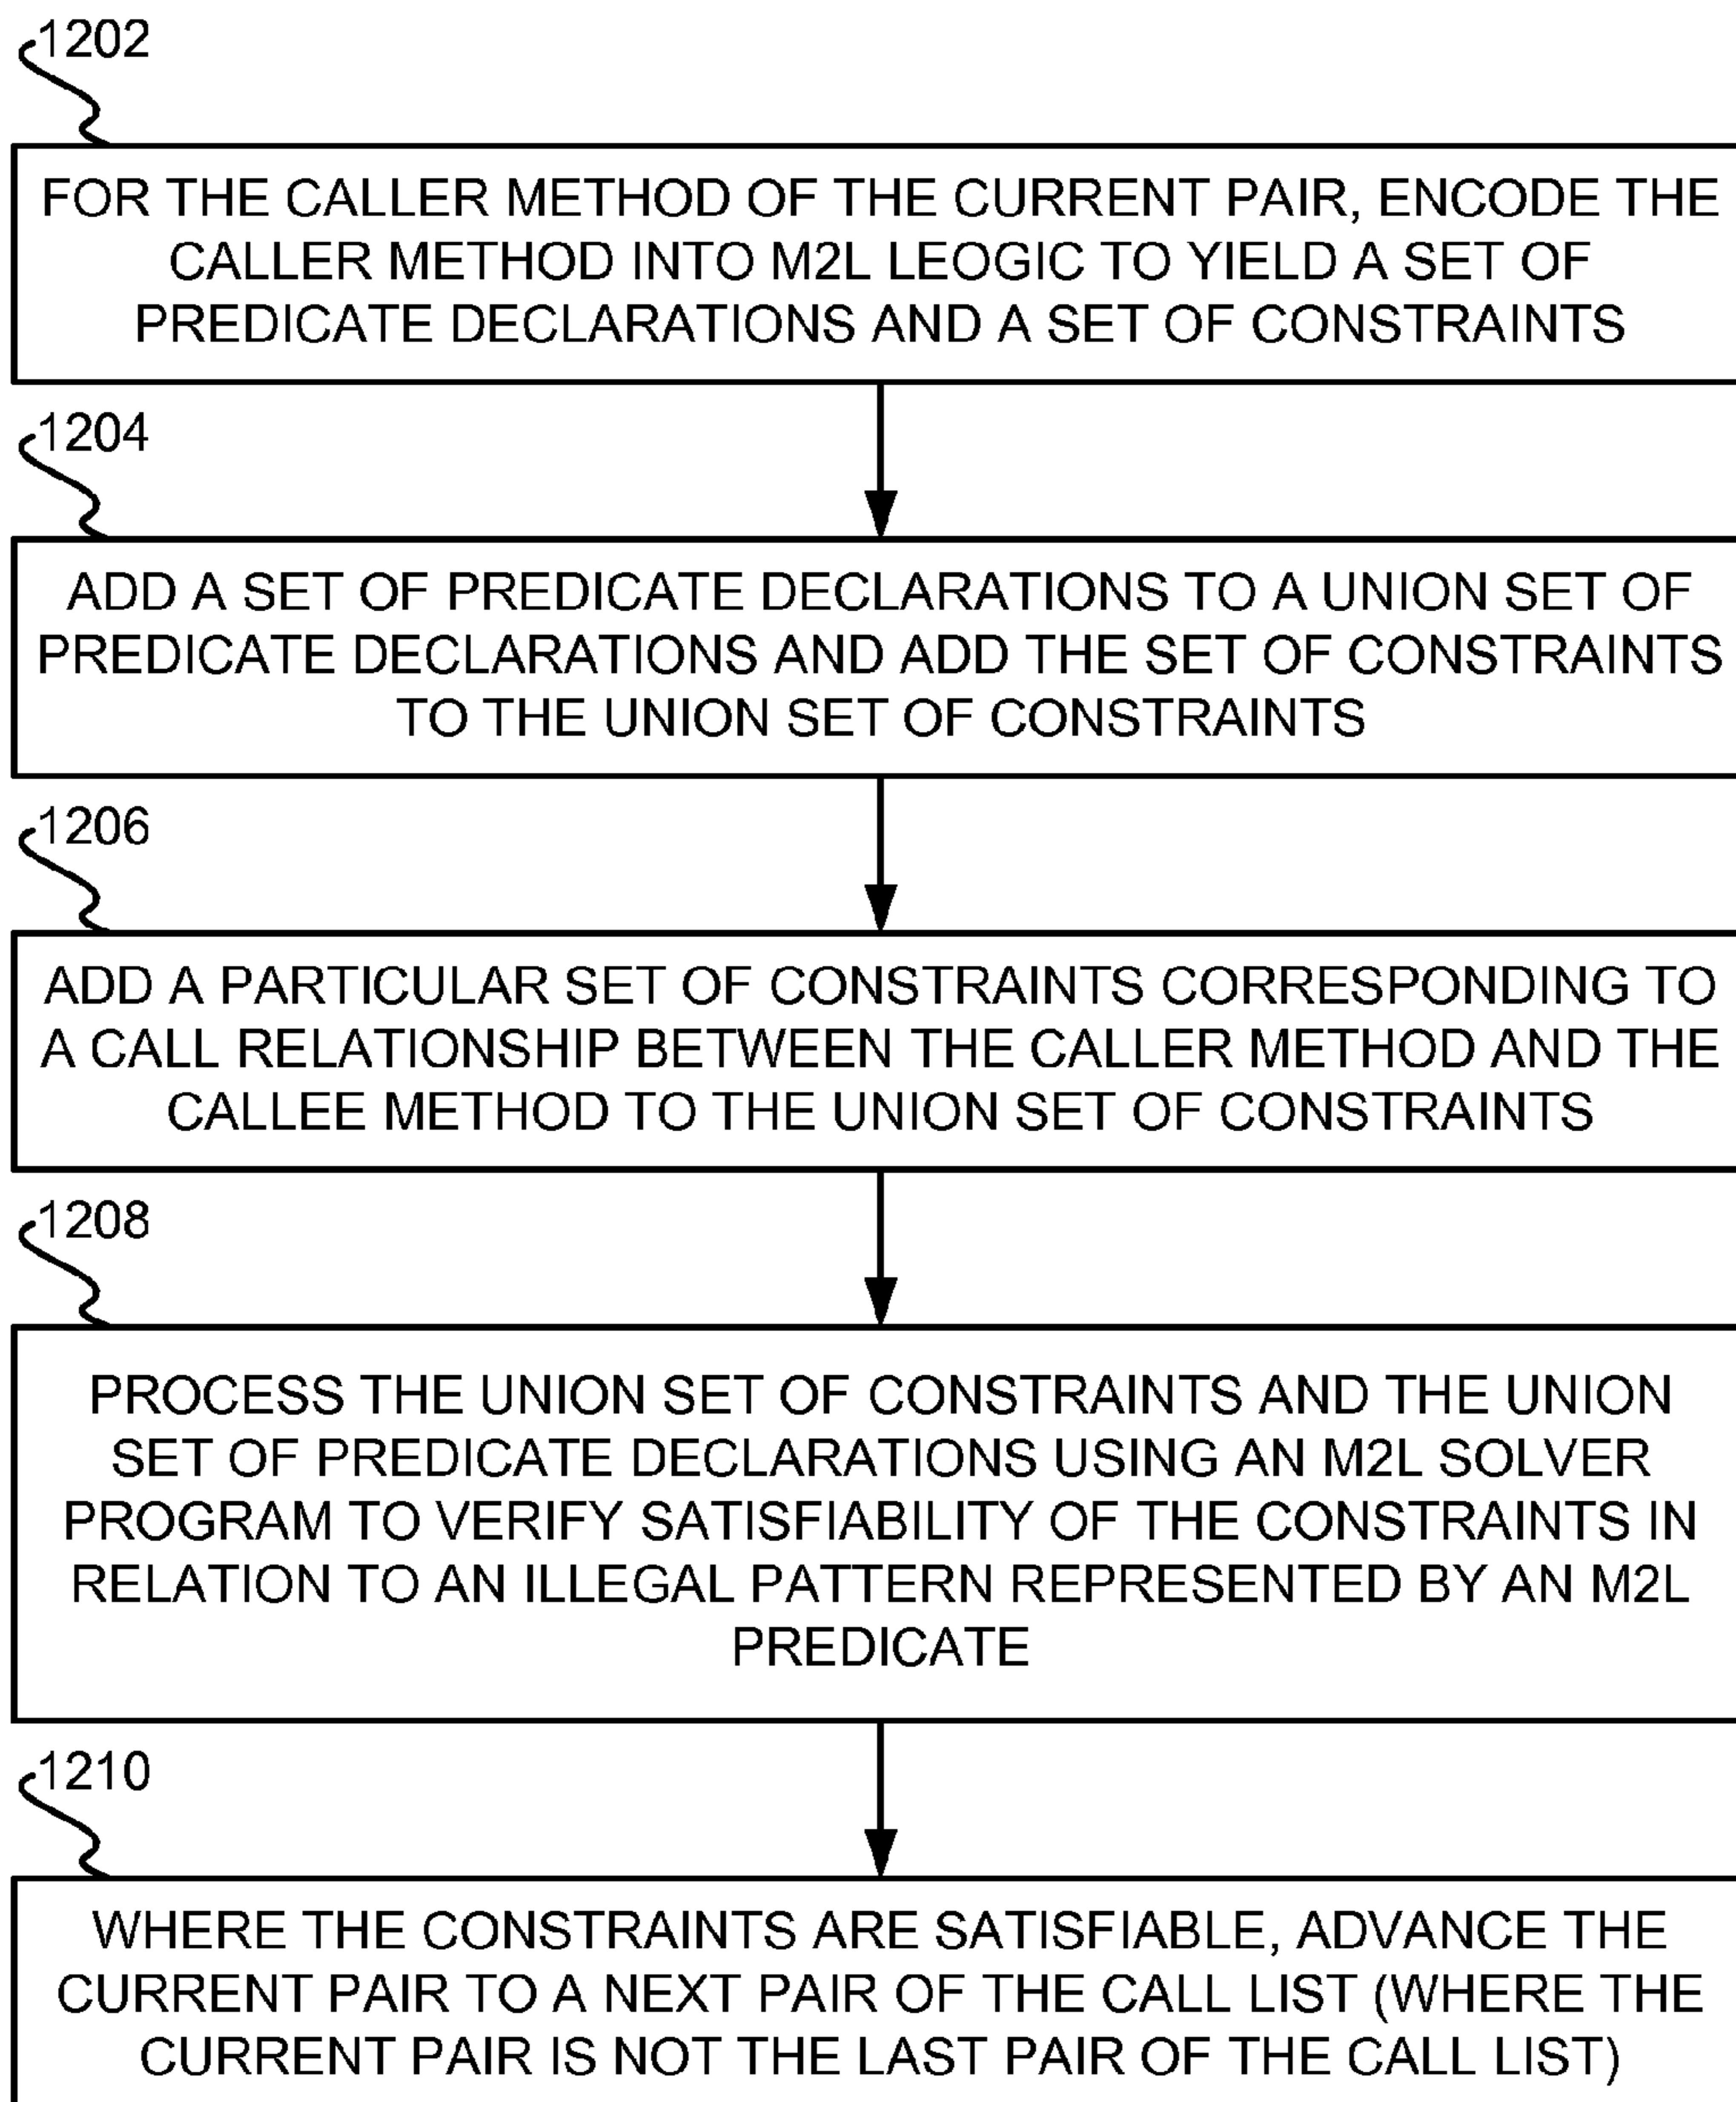 1202
FOR THE CALLER METHOD OF THE CURRENT PAIR, ENCODE THE
CALLER METHOD INTO M2L LEOGIC TO YIELD A SET OF
PREDICATE DECLARATIONS AND A SET OF CONSTRAINTS
1204
ADD A SET OF PREDICATE DECLARATIONS TO A UNION SET OF
PREDICATE DECLARATIONS AND ADD THE SET OF CONSTRAINTS
TO THE UNION SET OF CONSTRAINTS
1206
ADD A PARTICULAR SET OF CONSTRAINTS CORRESPONDING TO
A CALL RELATIONSHIP BETWEEN THE CALLER METHOD AND THE
CALLEE METHOD TO THE UNION SET OF CONSTRAINTS
1208
PROCESS THE UNION SET OF CONSTRAINTS AND THE UNION
SET OF PREDICATE DECLARATIONS USING AN M2L SOLVER
PROGRAM TO VERIFY SATISFIABILITY OF THE CONSTRAINTS IN
RELATION TO AN ILLEGAL PATTERN REPRESENTED BY AN M2L
PREDICATE
1210
WHERE THE CONSTRAINTS ARE SATISFIABLE, ADVANCE THE
CURRENT PAIR TO A NEXT PAIR OF THE CALL LIST (WHERE THE
CURRENT PAIR IS NOT THE LAST PAIR OF THE CALL LIST)